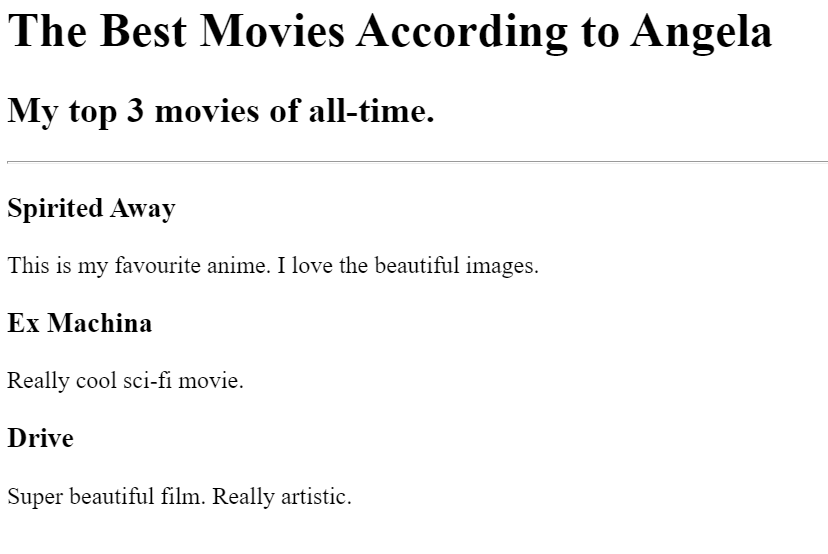 The Best Movies According to Angela
My top 3 movies of all-time.
Spirited Away
This is my favourite anime. I love the beautiful images.
Ex Machina
Really cool sci-fi movie.
Drive
Super beautiful film. Really artistic.